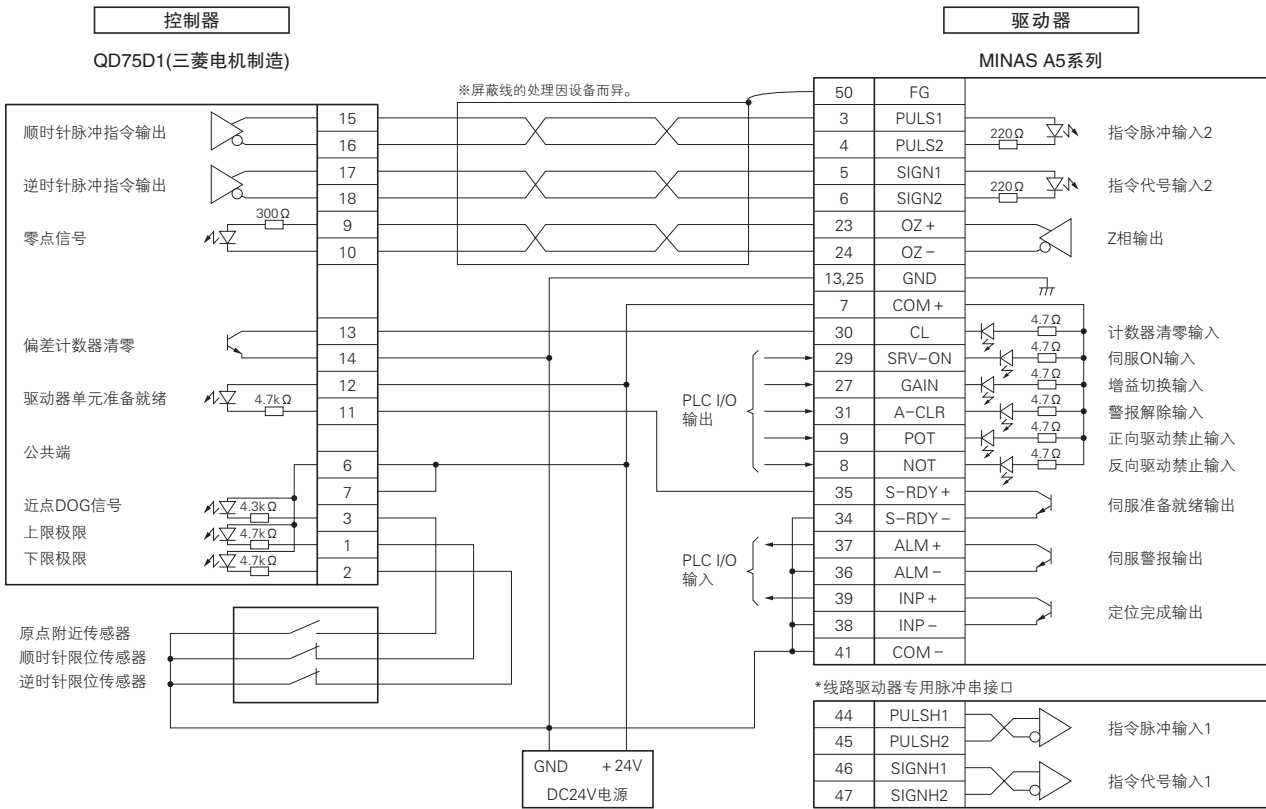 控制器
驱动器
QD75D1(三菱电机制造)
MINAS A5系列
※屏蔽线的处理因设备而异。
50 FG
顺时针脉冲指令输出 15 3 PULS1
16 4 PULS2 220Ω 指令脉冲输入2
逆时针脉冲指令输出 17 5 SIGN1
18 6 SIGN2 220Ω 指令代号输入2
零点信号 300Ω 9 23 OZ+
10 24 OZ− Z相输出
13,25 GND
7 COM+
偏差计数器清零 13 30 CL 4.7Ω 计数器清零输入
14 29 SRV−ON 4.7Ω 伺服ON输入
驱动器单元准备就绪 12 27 GAIN 4.7Ω 增益切换输入
4.7kΩ 11 31 A−CLR 4.7Ω 警报解除输入
PLC I/O
输出
9 POT 4.7Ω 正向驱动禁止输入
公共端 6 8 NOT 4.7Ω 反向驱动禁止输入
7 35 S−RDY+ 伺服准备就绪输出
近点DOG信号 4.3kΩ 3 34 S−RDY−
上限极限 4.7kΩ 1 37 ALM+ 伺服警报输出
下限极限 4.7kΩ 2 36 ALM−
PLC I/O
输入
39 INP+ 定位完成输出
38 INP−
41 COM−
原点附近传感器
顺时针限位传感器
逆时针限位传感器
*线路驱动器专用脉冲串接口
44 PULSH1 指令脉冲输入1
45 PULSH2
46 SIGNH1 指令代号输入1
47 SIGNH2
GND +24V
DC24V电源